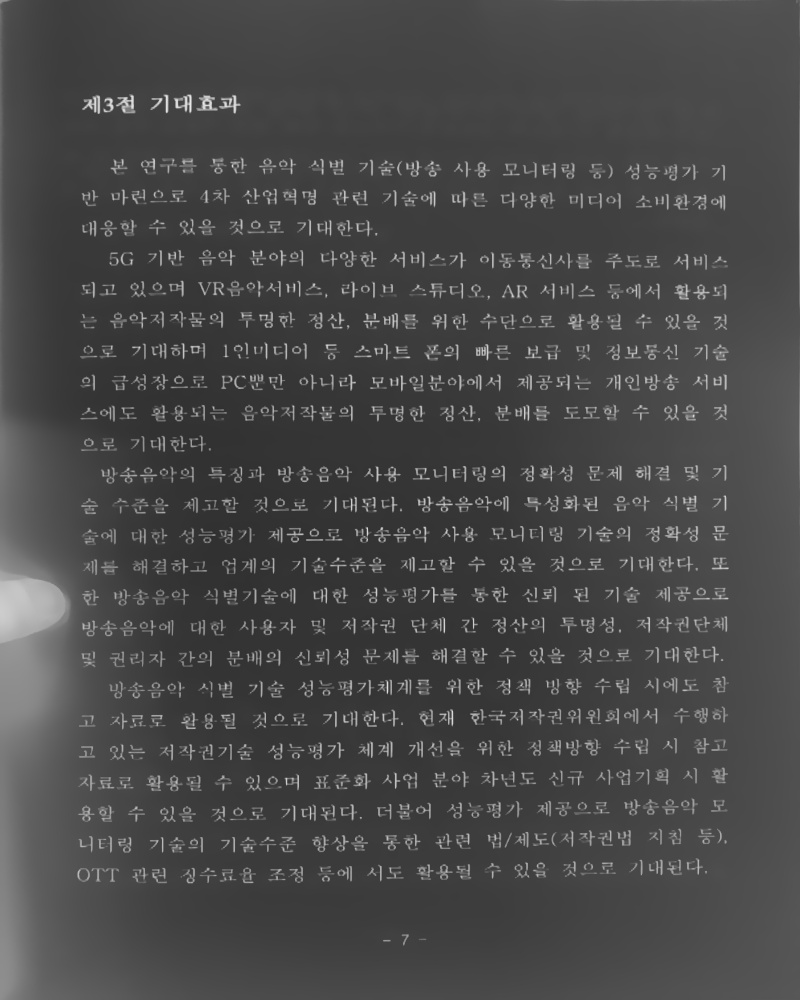 제3절 기대효과
본 연구를 통한 음악 식별 기술(방송 사용 모니터링 등) 성능평가 기
반 마련으로 4차 산업혁명 관련 기술에 따른 다양한 미디어 소비환경에
대응할 수 있을 것으로 기대한다.
5G 기반 음악 분야의 다양한 서비스가 이동통신사를 주도로 서비스
되고 있으며 VR음악서비스, 라이브 스튜디오, AR 서비스 등에서 활용되
는 음악저작물의 투명한 정산, 분배를 위한 수단으로 활용될 수 있을 것
으로 기대하며 1인미디어 등 스마트 폰의 빠른 보급 및 정보통신 기술
의 급성장으로 PC뿐만 아니라 모바일분야에서 제공되는 개인방송 서비
스에도 활용되는 음악저작물의 투명한 정산, 분배를 도모할 수 있을 것
으로 기대한다.
방송음악의 특징과 방송음악 사용 모니터링의 정확성 문제 해결 및 기
술 수준을 제고할 것으로 기대된다. 방송음악에 특성화된 음악 식별 기
술에 대한 성능평가 제공으로 방송음악 사용 모니터링 기술의 정확성 문
제를 해결하고 업계의 기술수준을 제고할 수 있을 것으로 기대한다. 또
한 방송음악 식별기술에 대한 성능평가를 통한 신뢰 된 기술 제공으로
방송음악에 대한 사용자 및 저작권 단체 간 정산의 투명성, 저작권단체
및 권리자 간의 분배의 신뢰성 문제를 해결할 수 있을 것으로 기대한다.
방송음악 식별 기술 성능평가체계를 위한 정책 방향 수립 시에도 참
고 자료로 활용될 것으로 기대한다. 현재 한국저작권위원회에서 수행하
고 있는 저작권기술 성능평가 체계 개선을 위한 정책방향 수립 시 참고
자료로 활용될 수 있으며 표준화 사업 분야 차년도 신규 사업기획 시 활
용할 수 있을 것으로 기대된다. 더불어 성능평가 제공으로 방송음악 모
니터링 기술의 기술수준 향상을 통한 관련 법/제도(저작권법 지침 등),
OTT 관련 징수료율 조정 등에 서도 활용될 수 있을 것으로 기대된다.
- 7 -